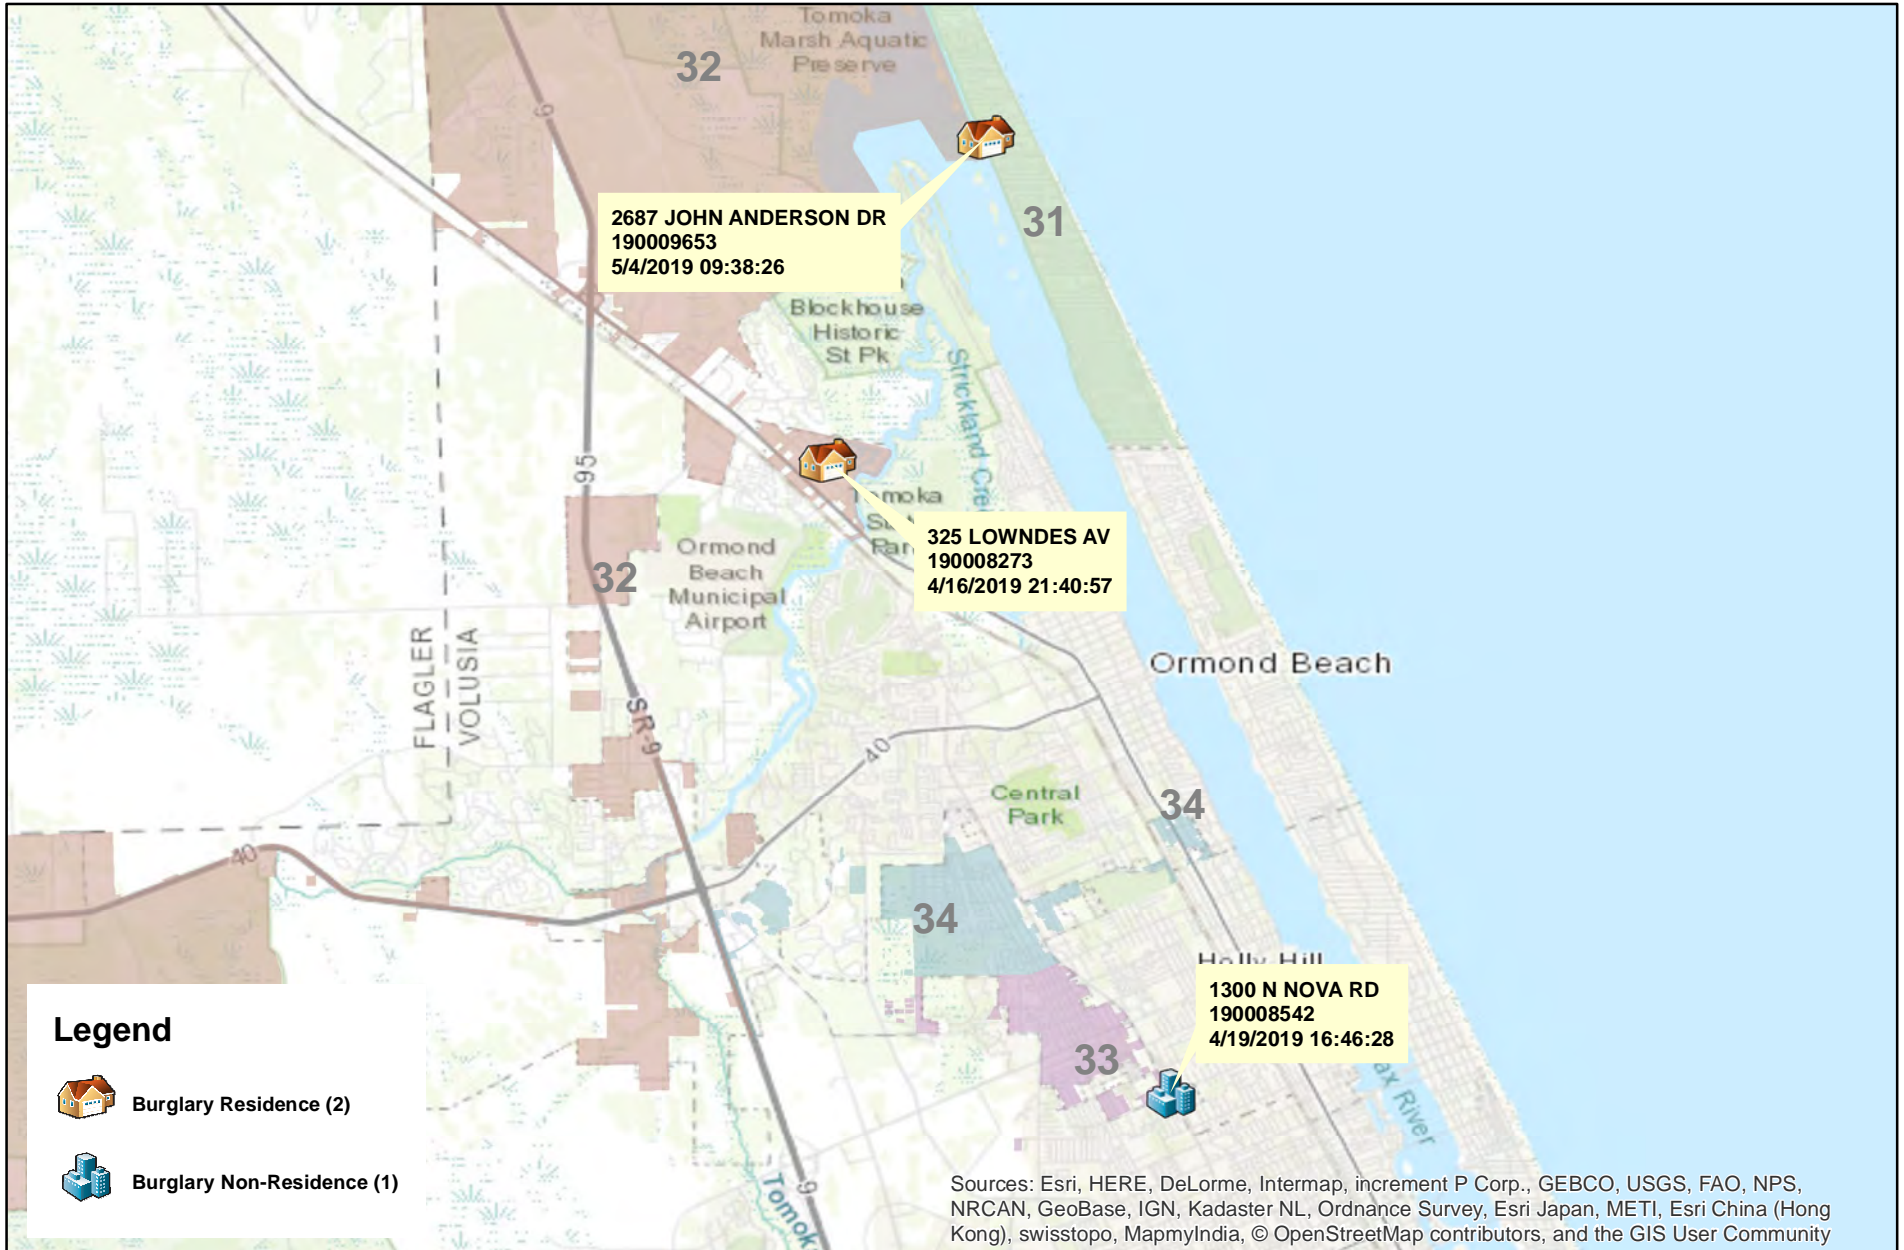 Tomoka
Marsh Aquatic
Preserve
32
9
31
2687 JOHN ANDERSON DR
190009653
5/4/2019 09:38:26
Blockhouse
Historic
St Pk
Strickland
95
Tomoka
Ormond
Beach
Municipal
Airport
32
325 LOWNDES AV
190008273
4/16/2019 21:40:57
FLAGLER
VOLUSIA
Ormond Beach
SR-9
40
Central
Park
34
40
34
Holly Hill
1300 N NOVA RD
190008542
4/19/2019 16:46:28
33
River
9
Legend
Burglary Residence (2)
Burglary Non-Residence (1)
Sources: Esri, HERE, DeLorme, Intermap, increment P Corp., GEBCO, USGS, FAO, NPS,
NRCAN, GeoBase, IGN, Kadaster NL, Ordnance Survey, Esri Japan, METI, Esri China (Hong
Kong), swisstopo, MapmyIndia, © OpenStreetMap contributors, and the GIS User Community